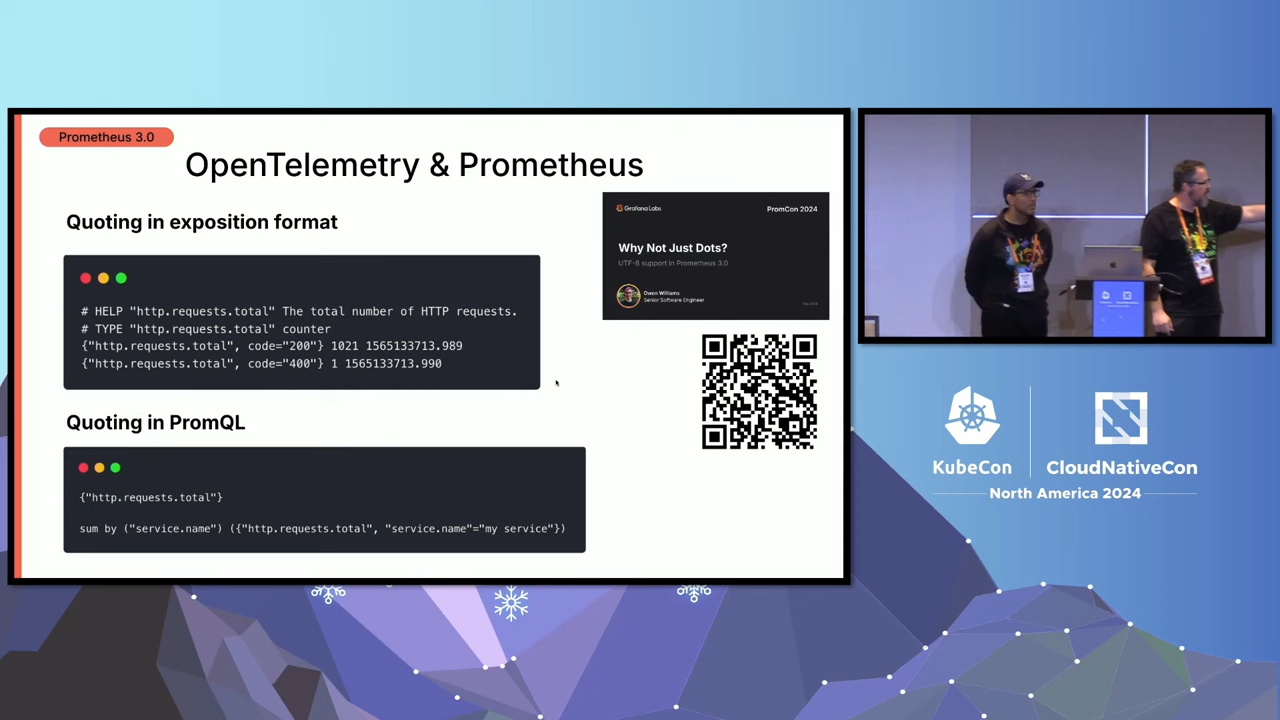 Prometheus 3.0
OpenTelemetry & Prometheus
Quoting in exposition format
# HELP "http.requests.total" The total number of HTTP requests.
# TYPE "http.requests.total" counter
{"http.requests.total", code="200"} 1021 1565133713.989
{"http.requests.total", code="400"} 1 1565133713.990
Quoting in PromQL
{"http.requests.total"}
sum by ("service.name") ({"http.requests.total", "service.name"="my service"})
Grafana Labs
PromCon 2024
Why Not Just Dots?
UTF-8 support in Prometheus 3.0
Owen Williams
Senior Software Engineer
KubeCon
CloudNativeCon
North America 2024